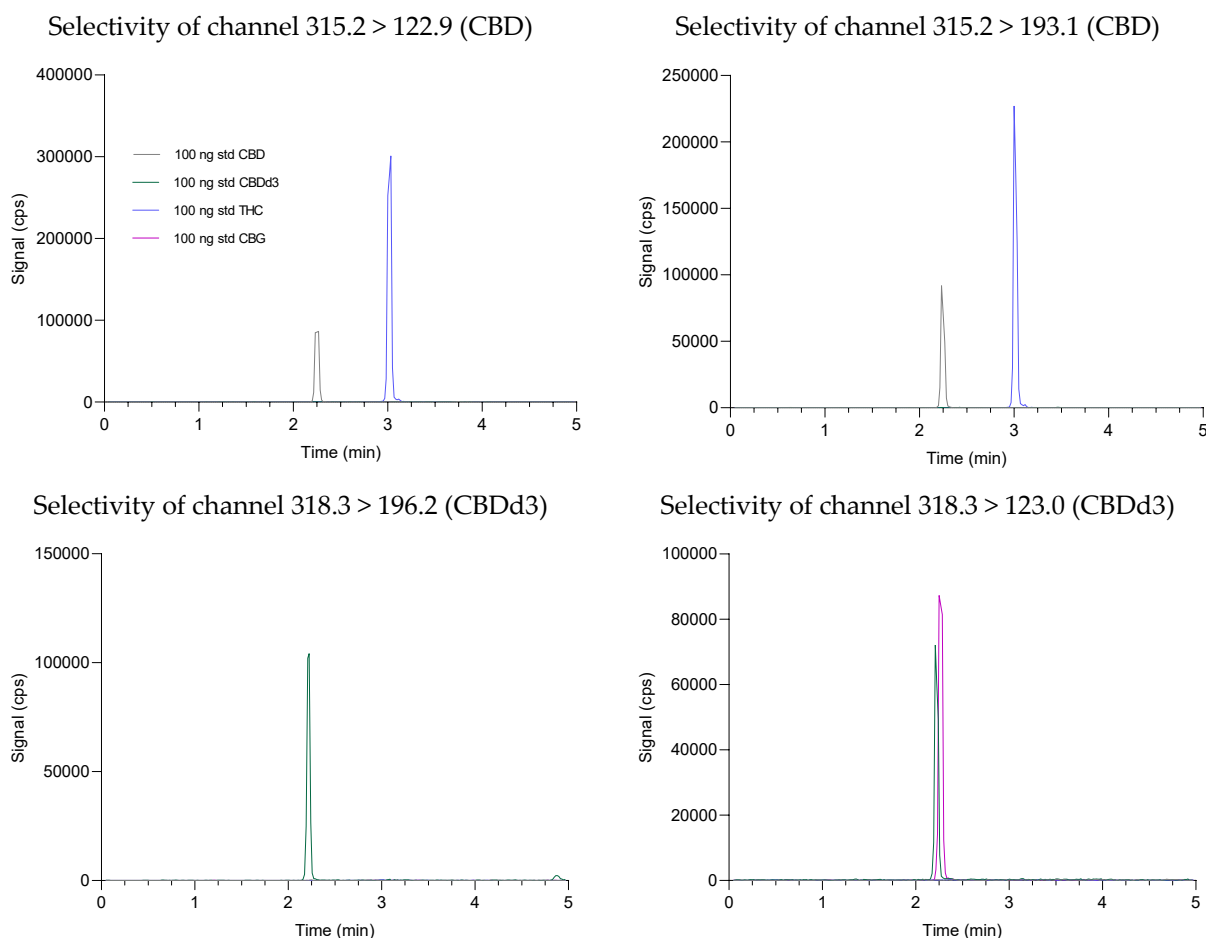 Selectivity of channel 315.2 > 122.9 (CBD)
400000
300000
200000
100000
0
Signal (cps)
100 ng std CBD
100 ng std CBDd3
100 ng std THC
100 ng std CBG
0 1 2 3 4 5
Time (min)
Selectivity of channel 315.2 > 193.1 (CBD)
250000
200000
150000
100000
50000
0
Signal (cps)
0 1 2 3 4 5
Time (min)
Selectivity of channel 318.3 > 196.2 (CBDd3)
150000
100000
50000
0
Signal (cps)
0 1 2 3 4 5
Time (min)
Selectivity of channel 318.3 > 123.0 (CBDd3)
100000
80000
60000
40000
20000
0
Signal (cps)
0 1 2 3 4 5
Time (min)